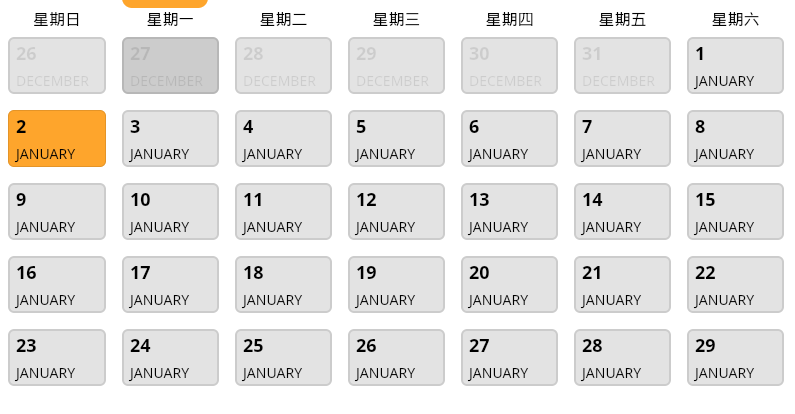 星期日 星期一 星期二 星期三 星期四 星期五 星期六
26 27 28 29 30 31 1
DECEMBER DECEMBER DECEMBER DECEMBER DECEMBER DECEMBER JANUARY
2 3 4 5 6 7 8
JANUARY JANUARY JANUARY JANUARY JANUARY JANUARY JANUARY
9 10 11 12 13 14 15
JANUARY JANUARY JANUARY JANUARY JANUARY JANUARY JANUARY
16 17 18 19 20 21 22
JANUARY JANUARY JANUARY JANUARY JANUARY JANUARY JANUARY
23 24 25 26 27 28 29
JANUARY JANUARY JANUARY JANUARY JANUARY JANUARY JANUARY